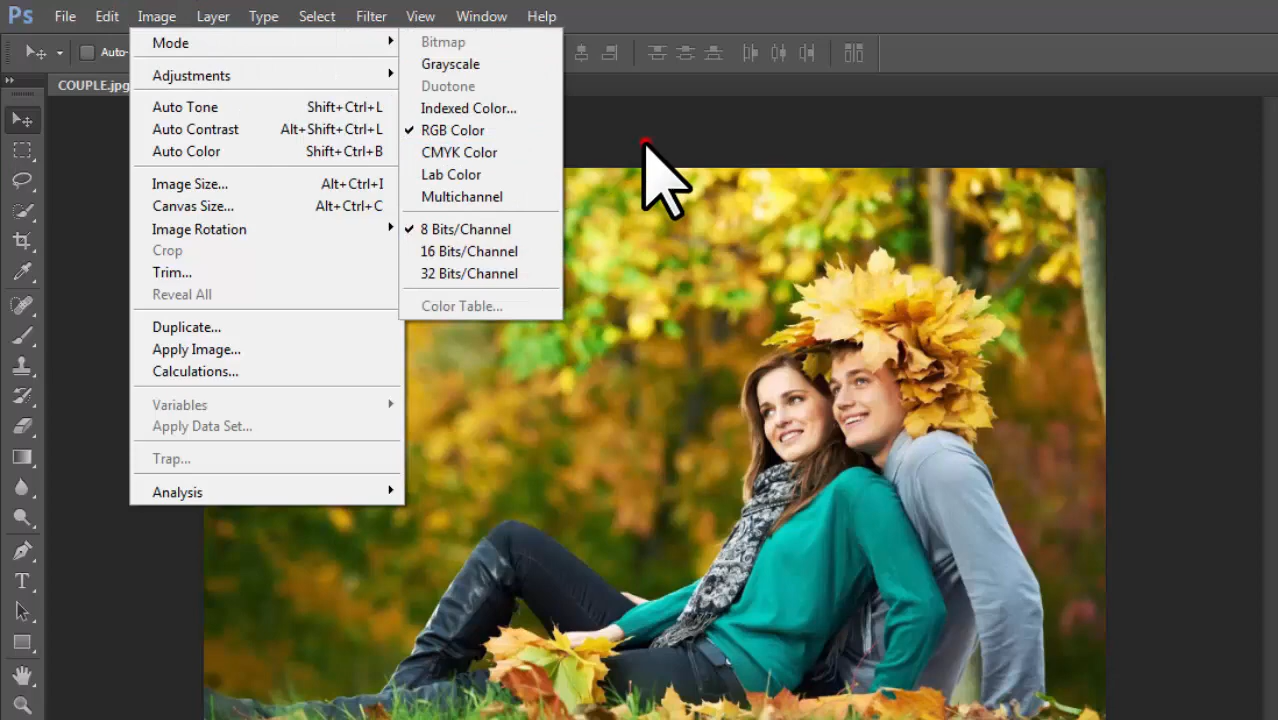 Ps File Edit Image Layer Type Select Filter View Window Help
Auto-
COUPLE.jpg
Mode
Adjustments
Auto Tone Shift+Ctrl+L
Auto Contrast Alt+Shift+Ctrl+L
Auto Color Shift+Ctrl+B
Image Size... Alt+Ctrl+I
Canvas Size... Alt+Ctrl+C
Image Rotation
Crop
Trim...
Reveal All
Duplicate...
Apply Image...
Calculations...
Variables
Apply Data Set...
Trap...
Analysis
Bitmap
Grayscale
Duotone
Indexed Color...
RGB Color
CMYK Color
Lab Color
Multichannel
8 Bits/Channel
16 Bits/Channel
32 Bits/Channel
Color Table...